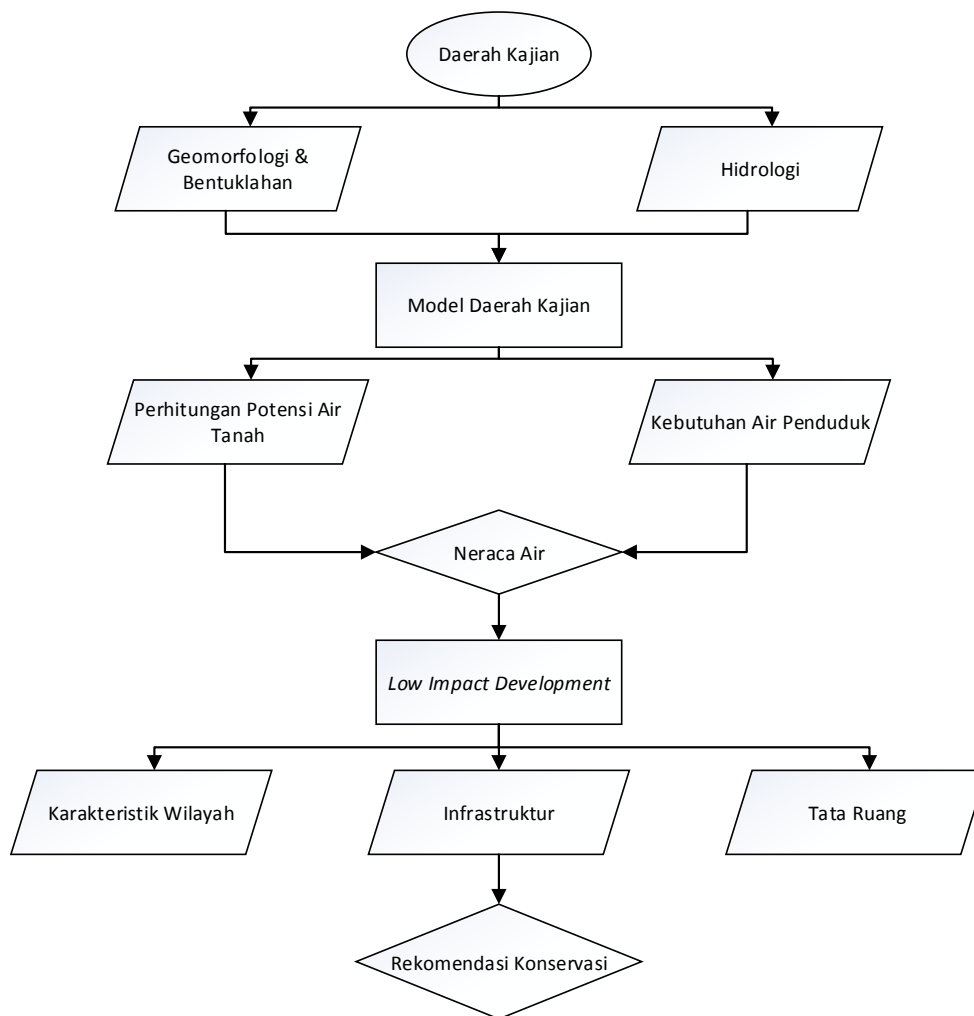 Daerah Kajian
Geomorfologi &
Bentuklahan
Hidrologi
Model Daerah Kajian
Perhitungan Potensi Air
Tanah
Kebutuhan Air Penduduk
Neraca Air
Low Impact Development
Karakteristik Wilayah
Infrastruktur
Tata Ruang
Rekomendasi Konservasi